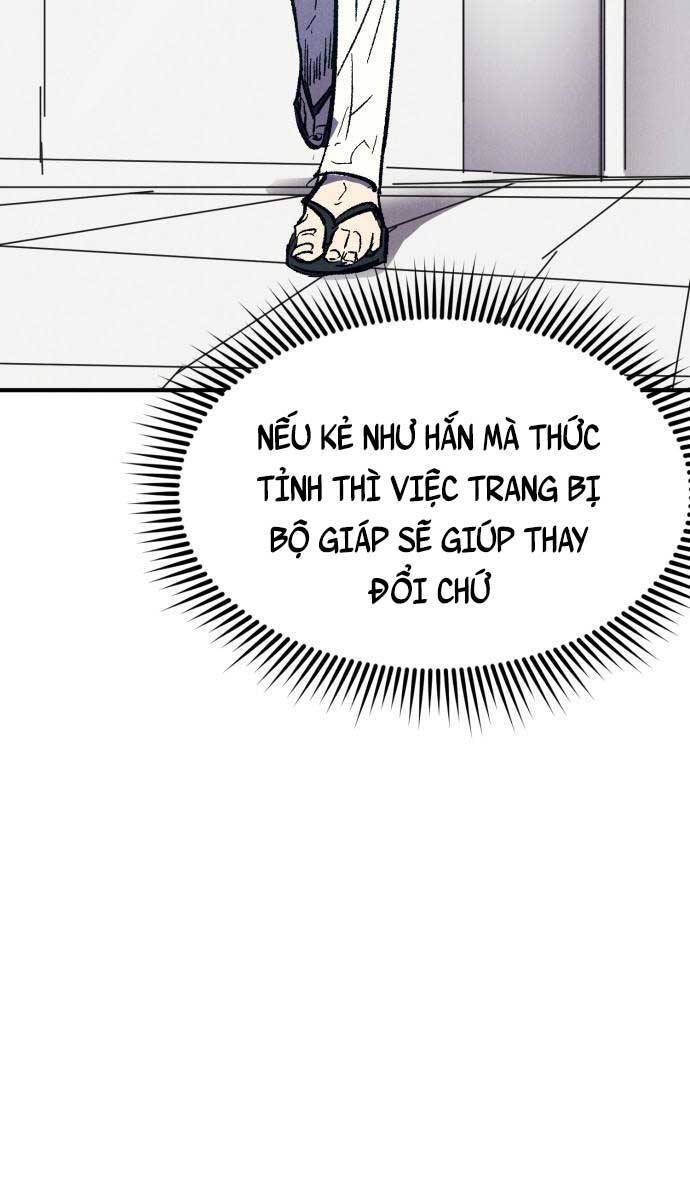 NẾU KẺ NHƯ HẮN MÀ THỨC
TỈNH THÌ VIỆC TRANG BỊ
BỘ GIÁP SẼ GIÚP THAY
ĐỔI CHỨ